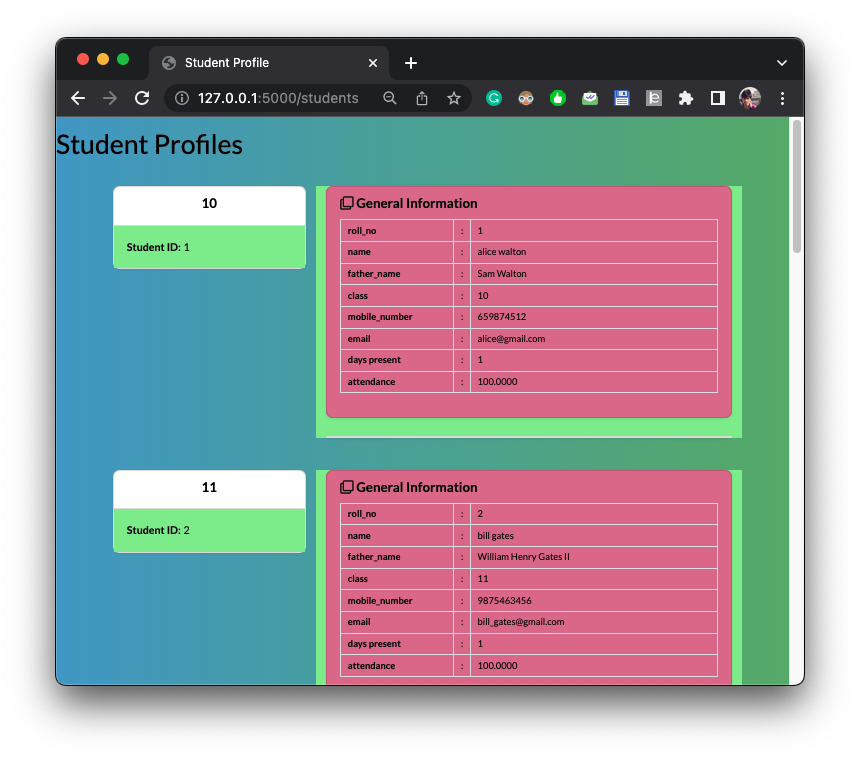 Student Profile
127.0.0.1:5000/students
Student Profiles
10
Student ID: 1
General Information
roll_no : 1
name : alice walton
father_name : Sam Walton
class : 10
mobile_number : 659874512
email : alice@gmail.com
days present : 1
attendance : 100.0000
11
Student ID: 2
General Information
roll_no : 2
name : bill gates
father_name : William Henry Gates II
class : 11
mobile_number : 9875463456
email : bill_gates@gmail.com
days present : 1
attendance : 100.0000